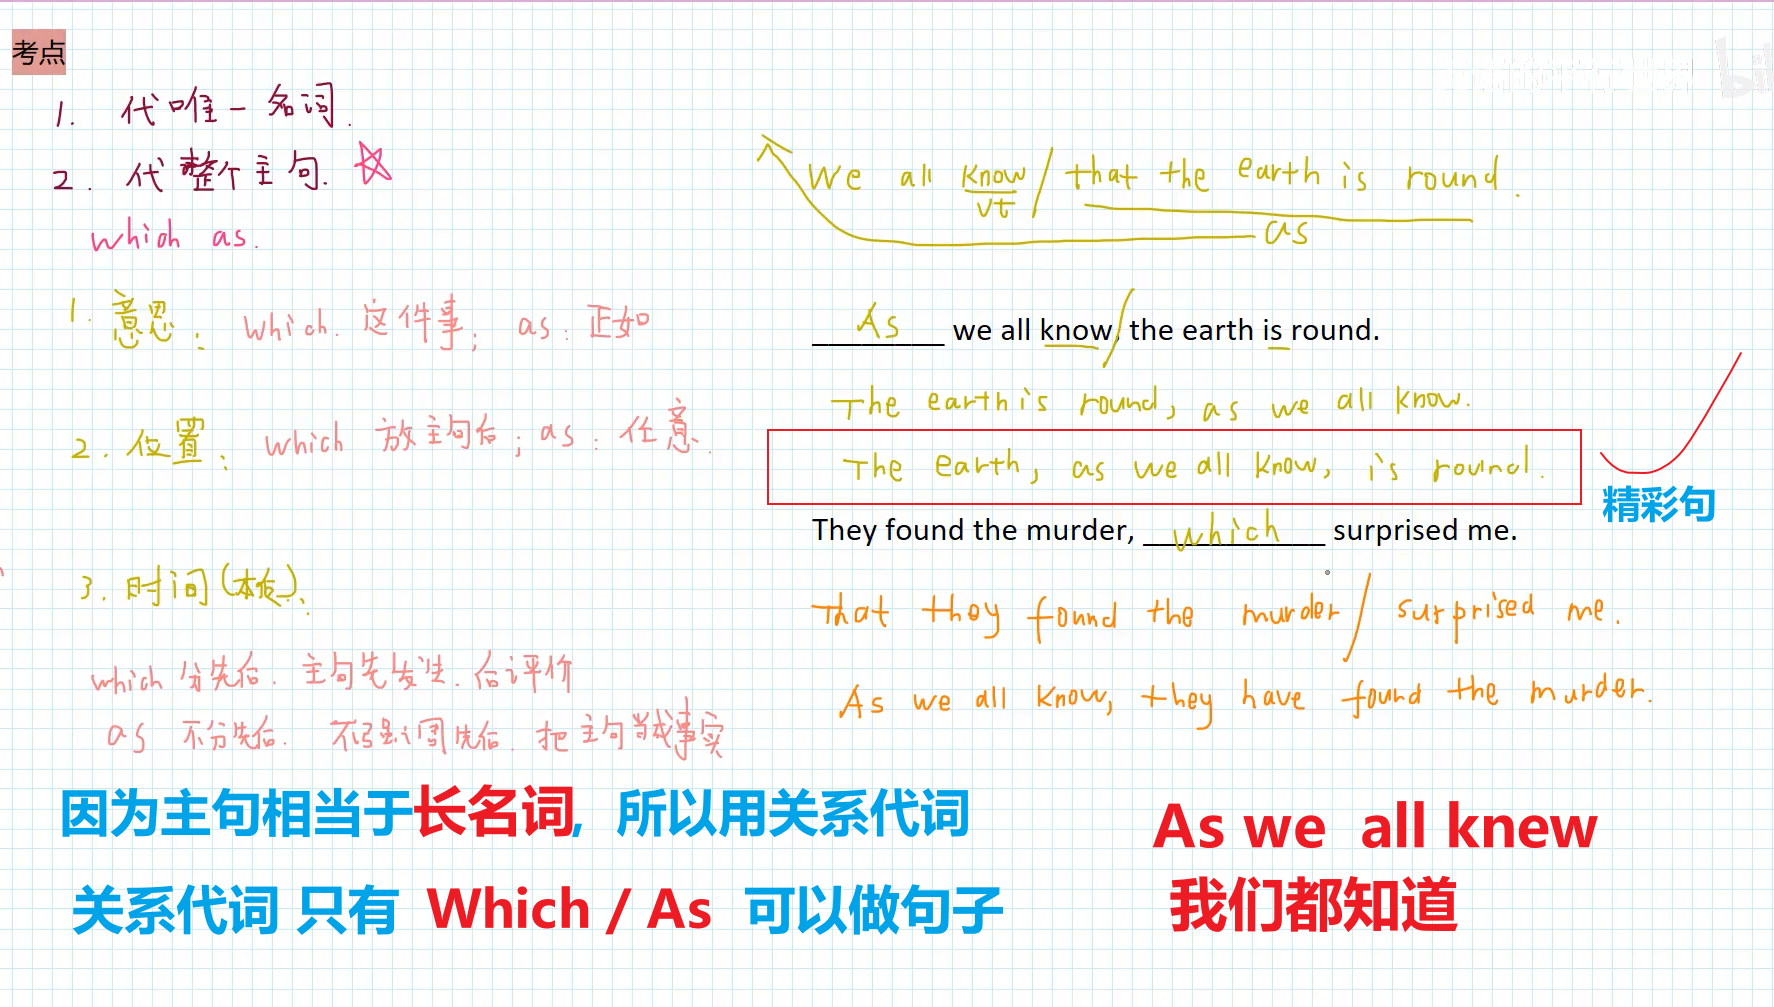 考点
1. 代唯一名词.
2. 代整个主句.
which as.
1. 意思: which. 这件事; as: 正如
2. 位置: which 放主句后; as: 任意.
3. 时间(本质).
which 分先后. 主句先发生. 后评价
as 不分先后. 不强调先后. 把主句当成事实
因为主句相当于长名词, 所以用关系代词
关系代词 只有 Which / As 可以做句子
We all know / that the earth is round.
vt
as
As we all know, the earth is round.
The earth is round, as we all know.
The earth, as we all know, is round.
精彩句
They found the murder, which surprised me.
That they found the murder / surprised me.
As we all know, they have found the murder.
As we all knew
我们都知道